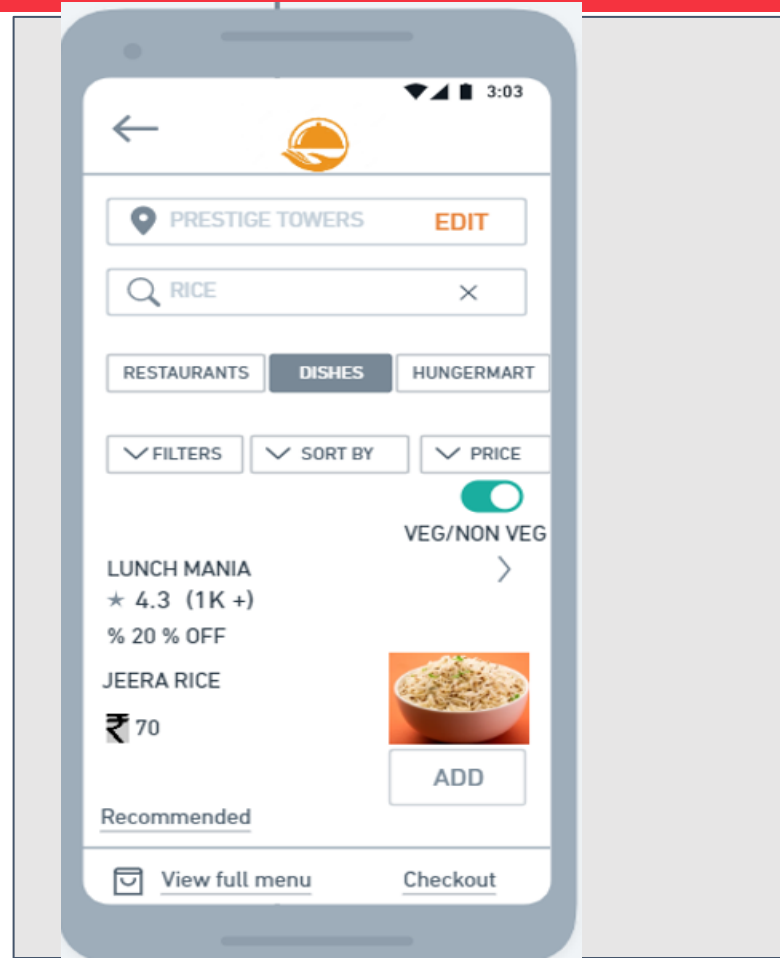 3:03
PRESTIGE TOWERS EDIT
RICE
RESTAURANTS DISHES HUNGERMART
FILTERS SORT BY PRICE
VEG/NON VEG
LUNCH MANIA
★ 4.3 (1K +)
% 20 % OFF
JEERA RICE
₹ 70
ADD
Recommended
View full menu Checkout